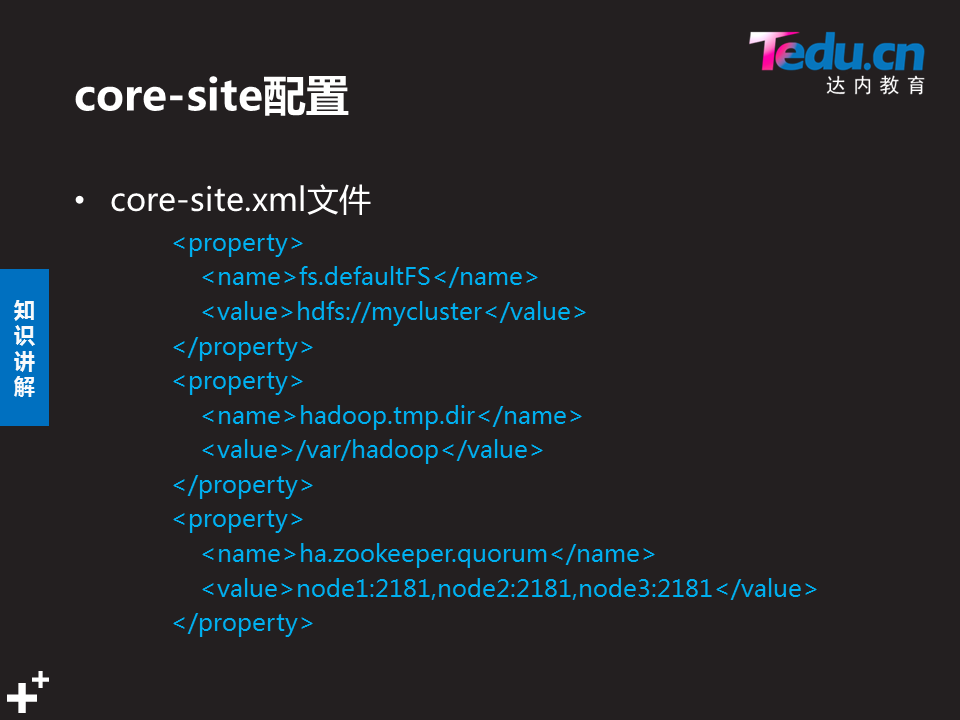 Tedu.cn
达内教育
core-site配置
• core-site.xml文件
<property>
<name>fs.defaultFS</name>
<value>hdfs://mycluster</value>
</property>
<property>
<name>hadoop.tmp.dir</name>
<value>/var/hadoop</value>
</property>
<property>
<name>ha.zookeeper.quorum</name>
<value>node1:2181,node2:2181,node3:2181</value>
</property>
知识讲解